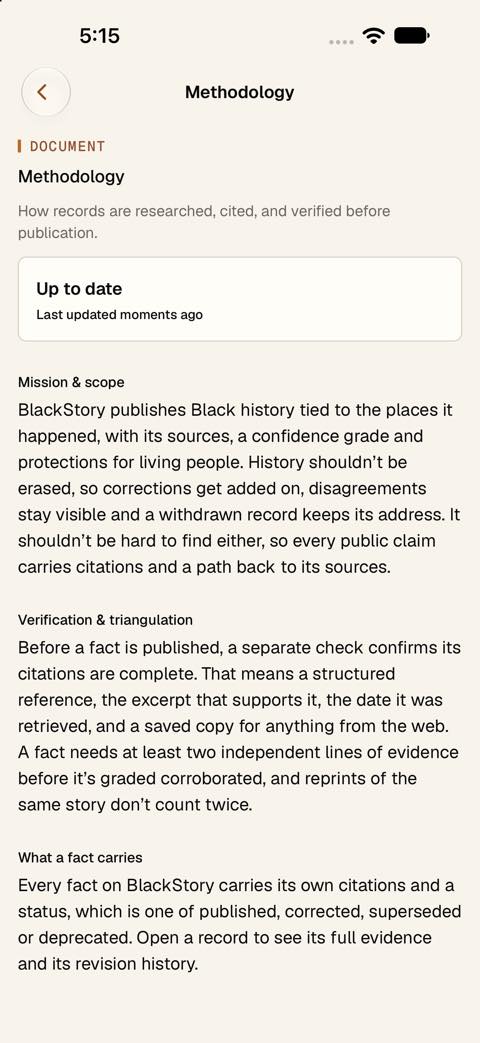 5:15
Methodology
DOCUMENT
Methodology
How records are researched, cited, and verified before
publication.
Up to date
Last updated moments ago
Mission & scope
BlackStory publishes Black history tied to the places it
happened, with its sources, a confidence grade and
protections for living people. History shouldn’t be
erased, so corrections get added on, disagreements
stay visible and a withdrawn record keeps its address. It
shouldn’t be hard to find either, so every public claim
carries citations and a path back to its sources.
Verification & triangulation
Before a fact is published, a separate check confirms its
citations are complete. That means a structured
reference, the excerpt that supports it, the date it was
retrieved, and a saved copy for anything from the web.
A fact needs at least two independent lines of evidence
before it’s graded corroborated, and reprints of the
same story don’t count twice.
What a fact carries
Every fact on BlackStory carries its own citations and a
status, which is one of published, corrected, superseded
or deprecated. Open a record to see its full evidence
and its revision history.